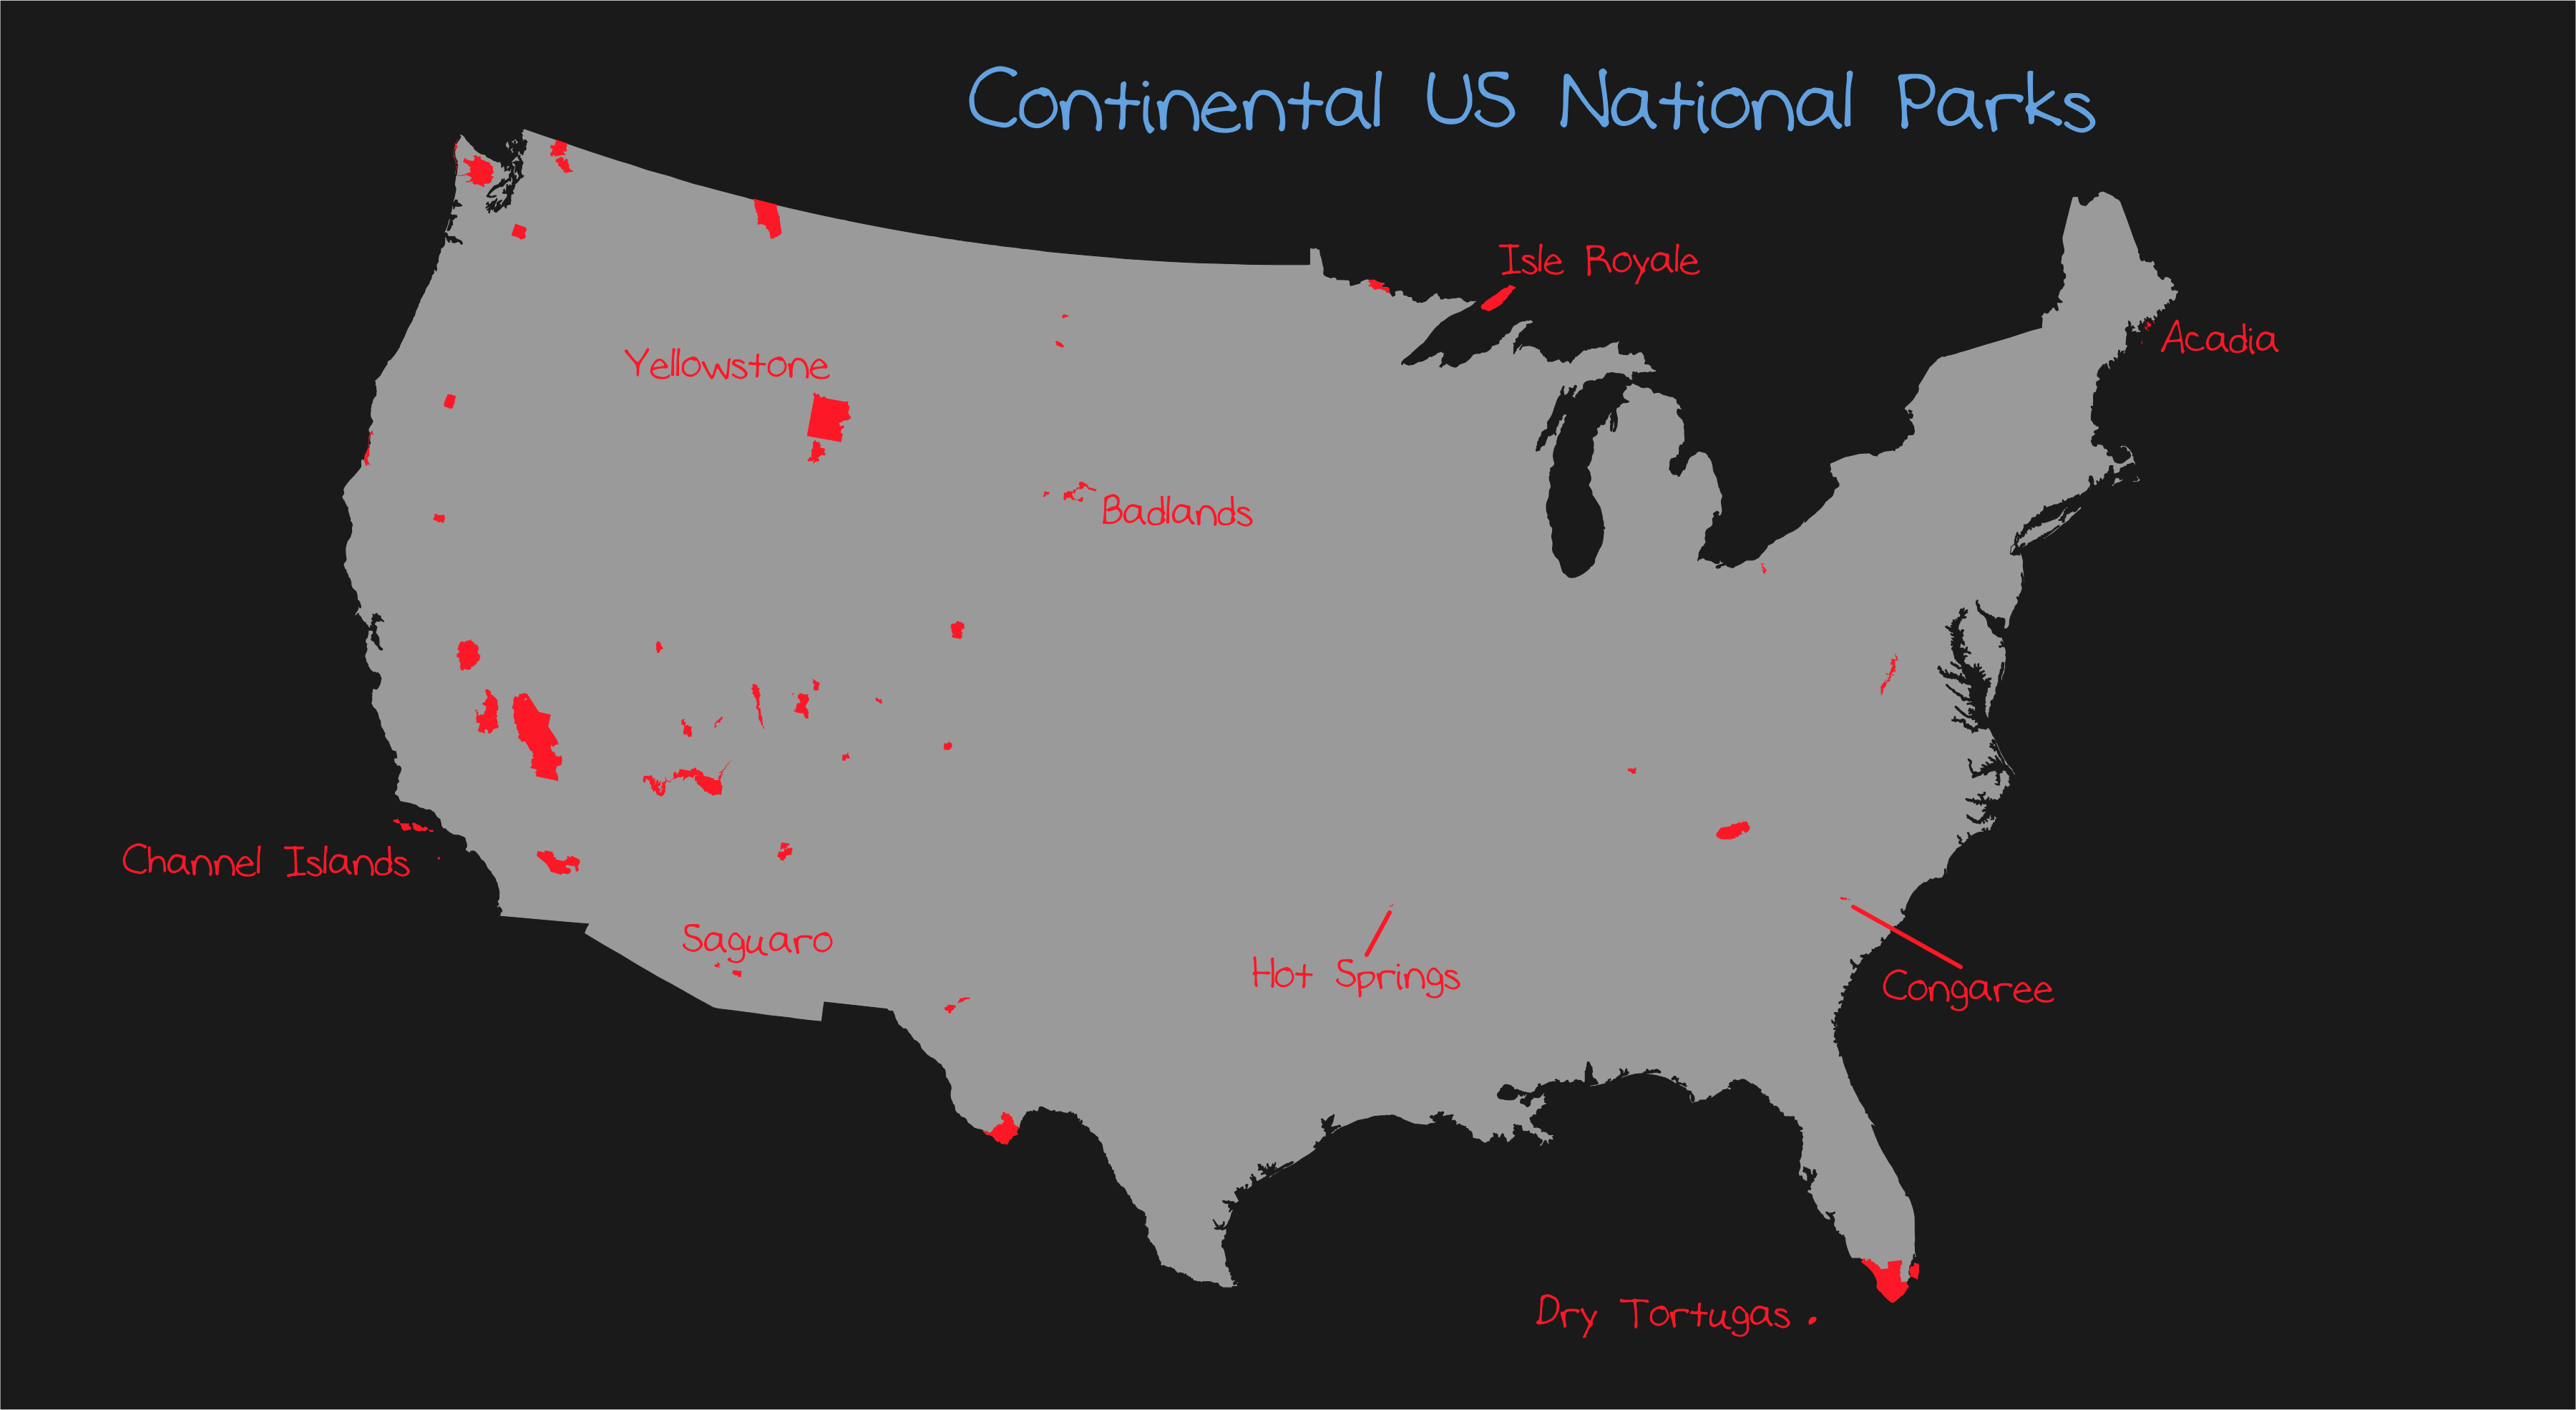 Continental US National Parks
Isle Royale
Acadia
Yellowstone
Badlands
Channel Islands
Saguaro
Hot Springs
Congaree
Dry Tortugas